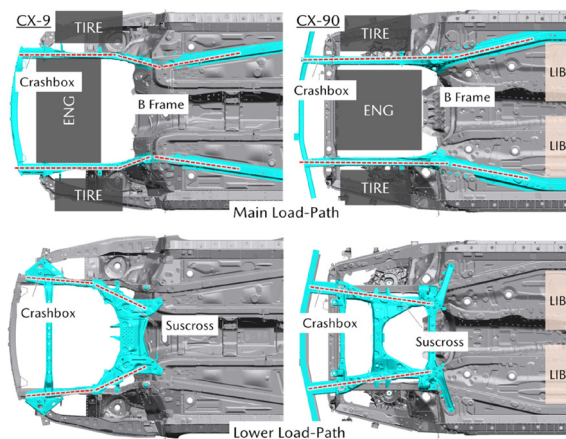 CX-9
TIRE
Crashbox
ENG
B Frame
TIRE
CX-90
TIRE
Crashbox
ENG
B Frame
LIB
LIB
TIRE
Main Load-Path
Crashbox
Suscross
Crashbox
Suscross
LIB
LIB
Lower Load-Path